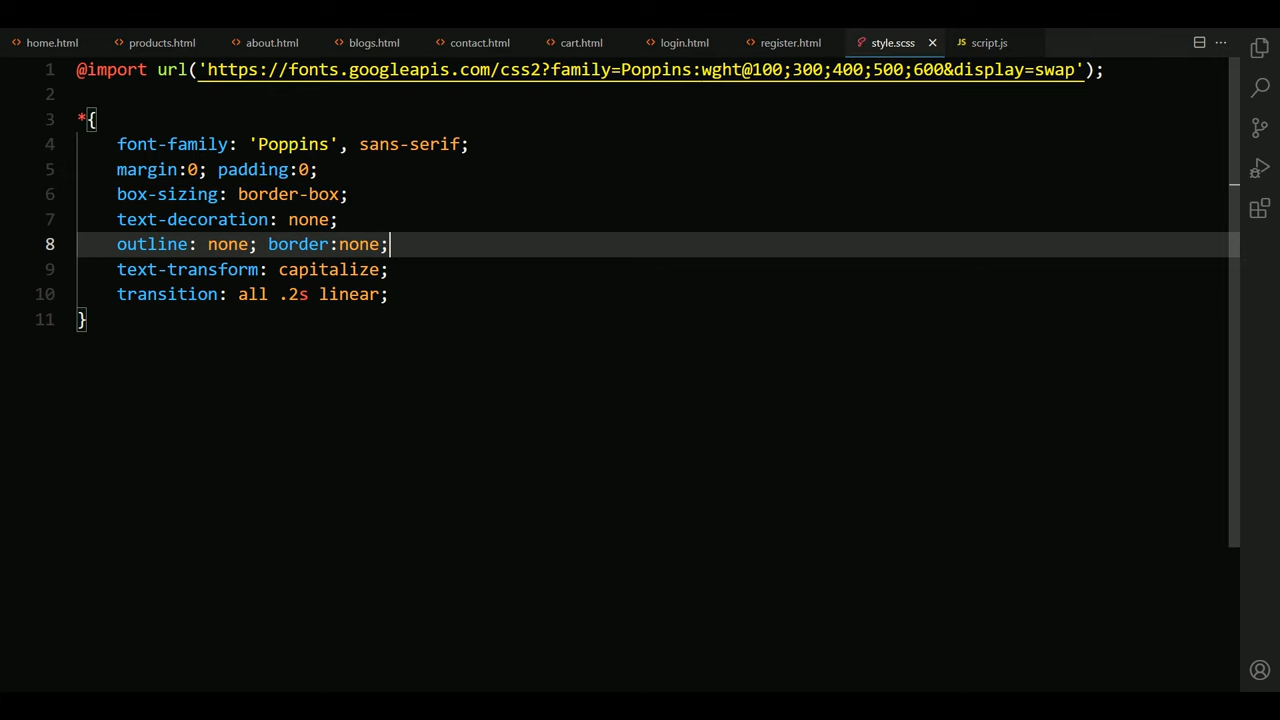 home.html products.html about.html blogs.html contact.html cart.html login.html register.html style.scss JS script.js
1 @import url('https://fonts.googleapis.com/css2?family=Poppins:wght@100;300;400;500;600&display=swap');
2
3 *{
4 font-family: 'Poppins', sans-serif;
5 margin:0; padding:0;
6 box-sizing: border-box;
7 text-decoration: none;
8 outline: none; border:none;
9 text-transform: capitalize;
10 transition: all .2s linear;
11 }